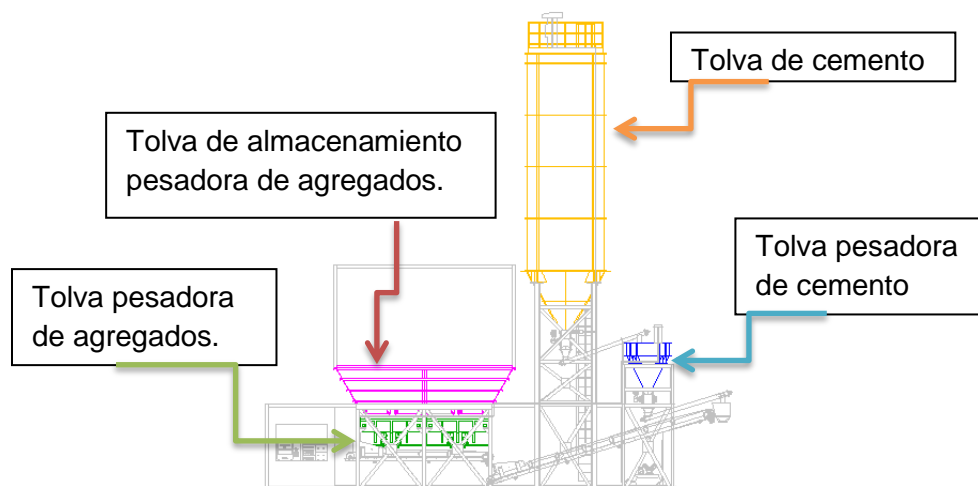 Tolva de cemento
Tolva de almacenamiento
pesadora de agregados.
Tolva pesadora
de cemento
Tolva pesadora
de agregados.